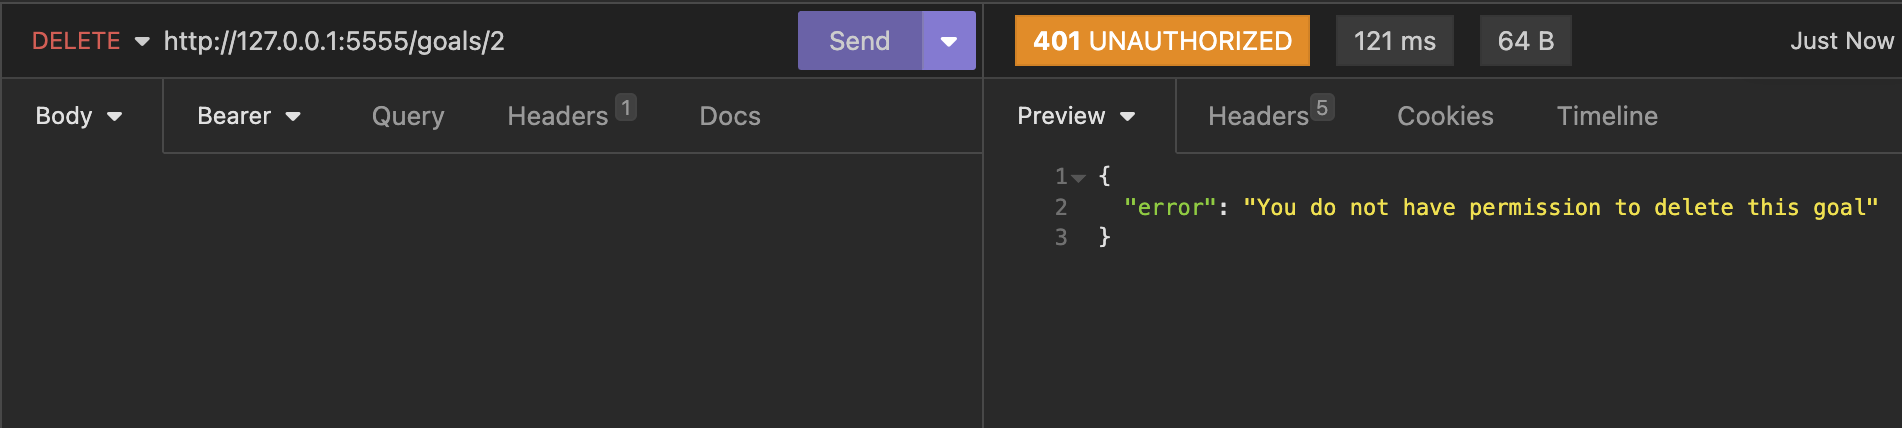 DELETE http://127.0.0.1:5555/goals/2 Send
Body Bearer Query Headers 1 Docs
401 UNAUTHORIZED 121 ms 64 B Just Now
Preview Headers 5 Cookies Timeline
1 {
2 "error": "You do not have permission to delete this goal"
3 }